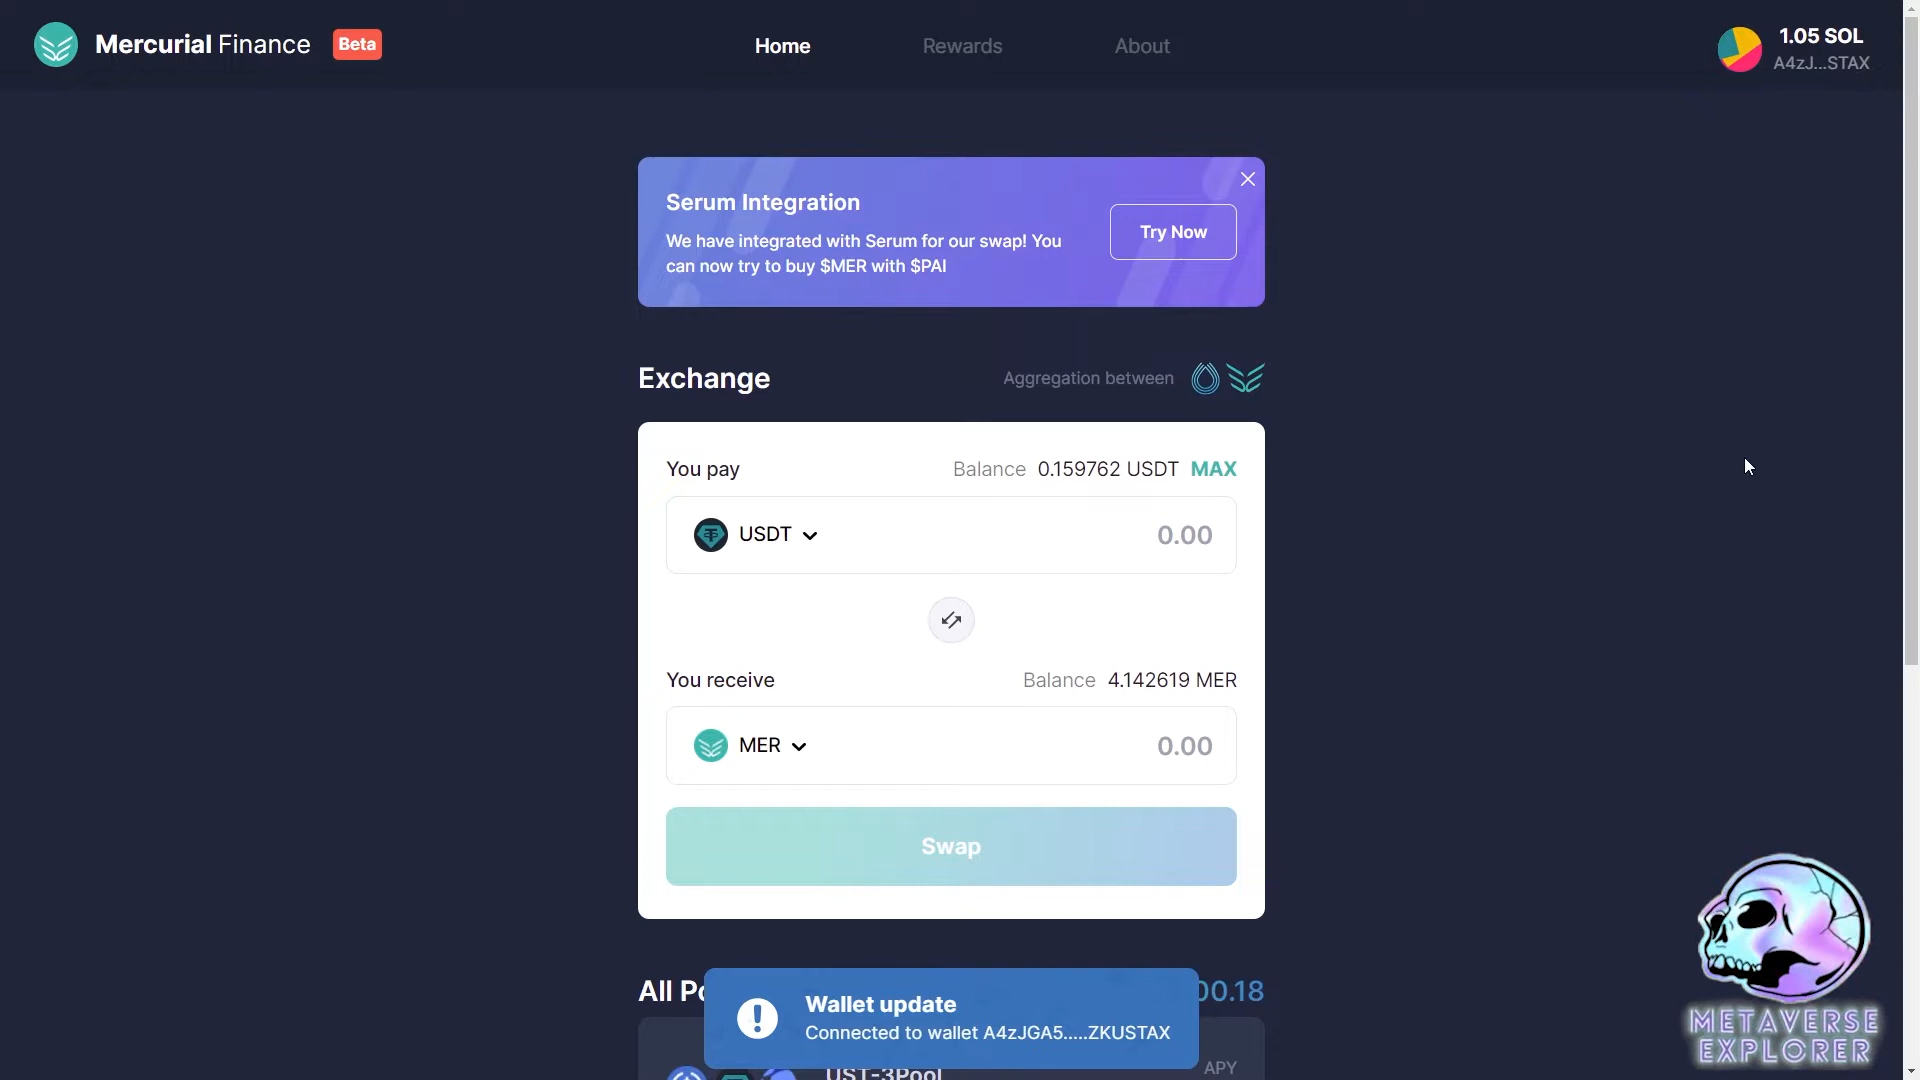 Mercurial Finance Beta
Home
Rewards
About
1.05 SOL
A4zJ...STAX
Serum Integration
We have integrated with Serum for our swap! You
can now try to buy $MER with $PAI
Try Now
Exchange
Aggregation between
You pay
Balance 0.159762 USDT MAX
USDT
0.00
You receive
Balance 4.142619 MER
MER
0.00
Swap
All
00.18
Wallet update
Connected to wallet A4zJGA5.....ZKUSTAX
UST-3Pool
APY
METAVERSE
EXPLORER